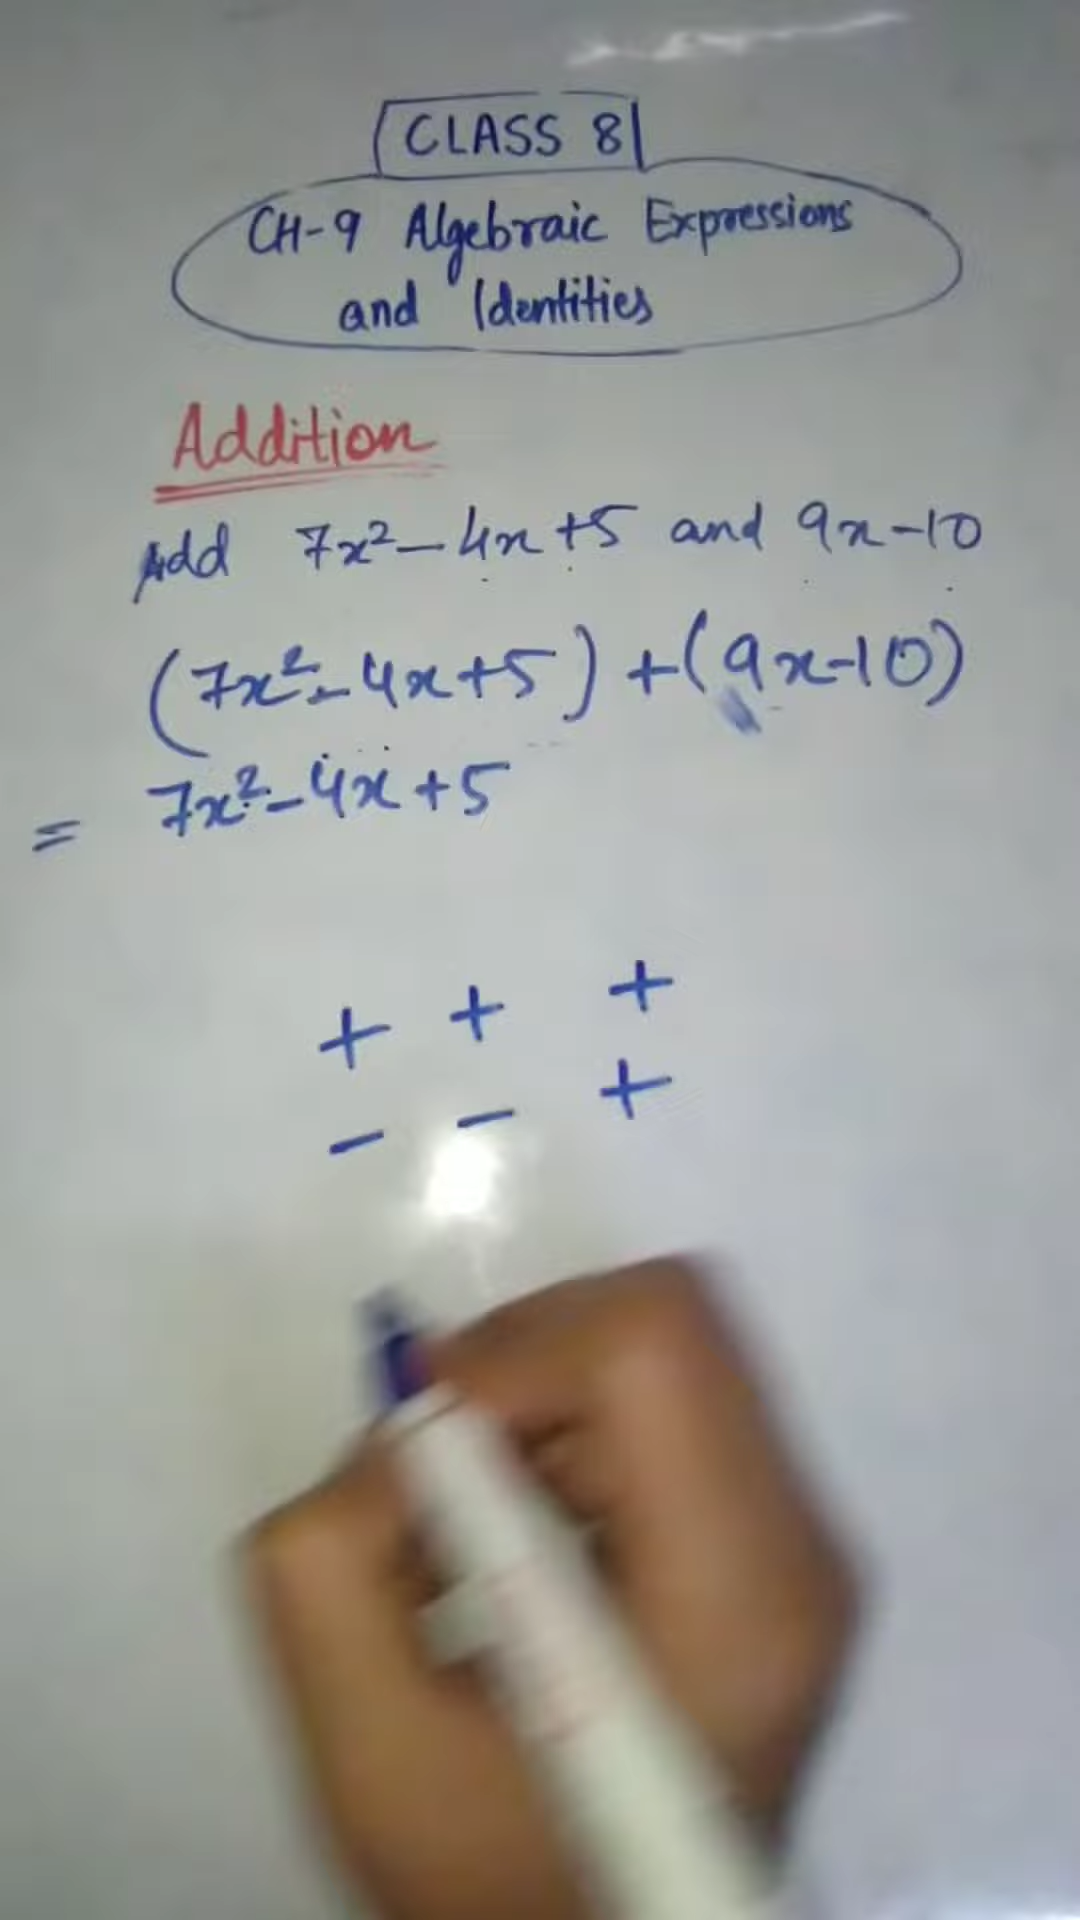 CLASS 8
CH-9 Algebraic Expressions
and Identities
Addition
Add 7x² - 4x + 5 and 9x - 10
(7x² - 4x + 5) + (9x - 10)
= 7x² - 4x + 5
+ + +
- - +